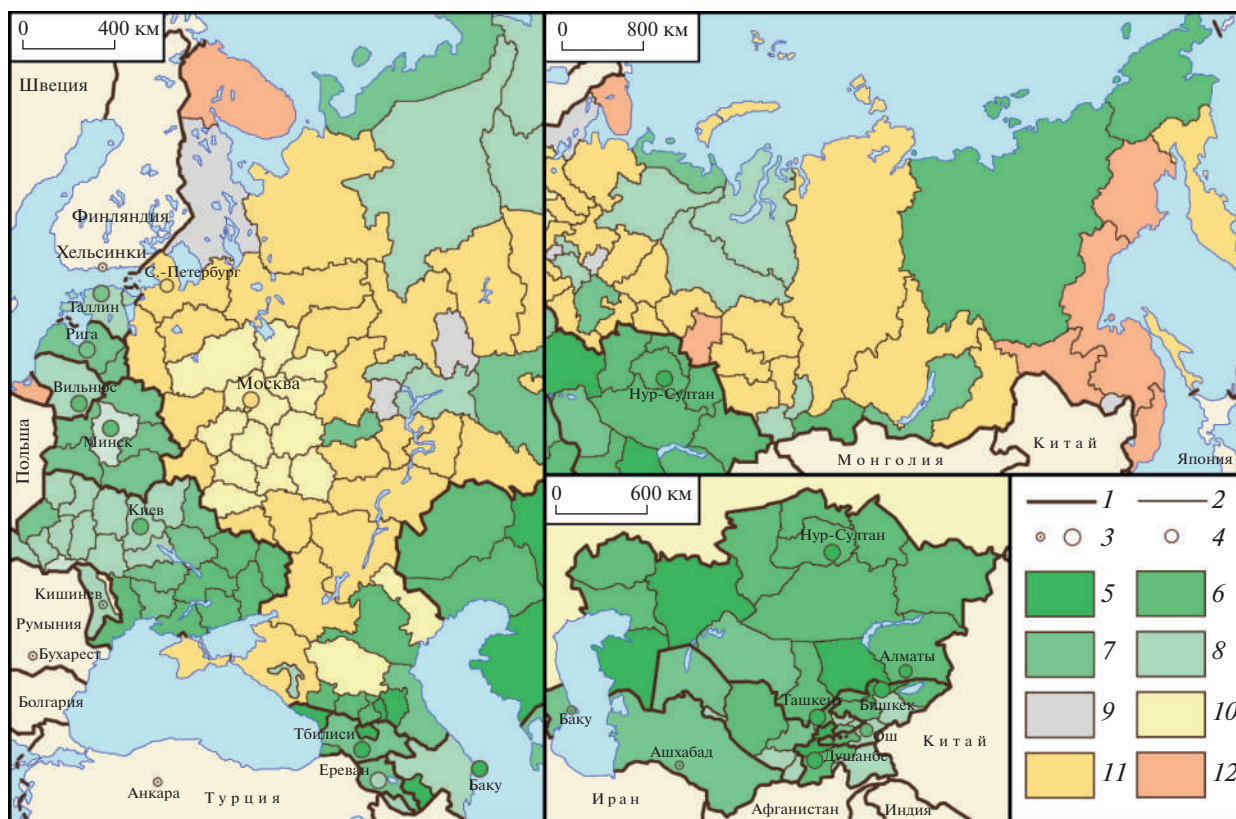 0 400 км
Швеция
Финляндия
Хельсинки
С.-Петербург
Таллин
Рига
Вильнюс
Москва
Минск
Польша
Киев
Кишинев
Румыния
Бухарест
Болгария
Тбилиси
Ереван
Баку
Анкара
Турция
0 800 км
Нур-Султан
Китай
Монголия
Япония
0 600 км
Нур-Султан
Алматы
Ташкент
Бишкек
Баку
Ош
Ашхабад
Душанбе
Китай
Иран
Афганистан
Индия
1 2
3 4
5 6
7 8
9 10
11 12